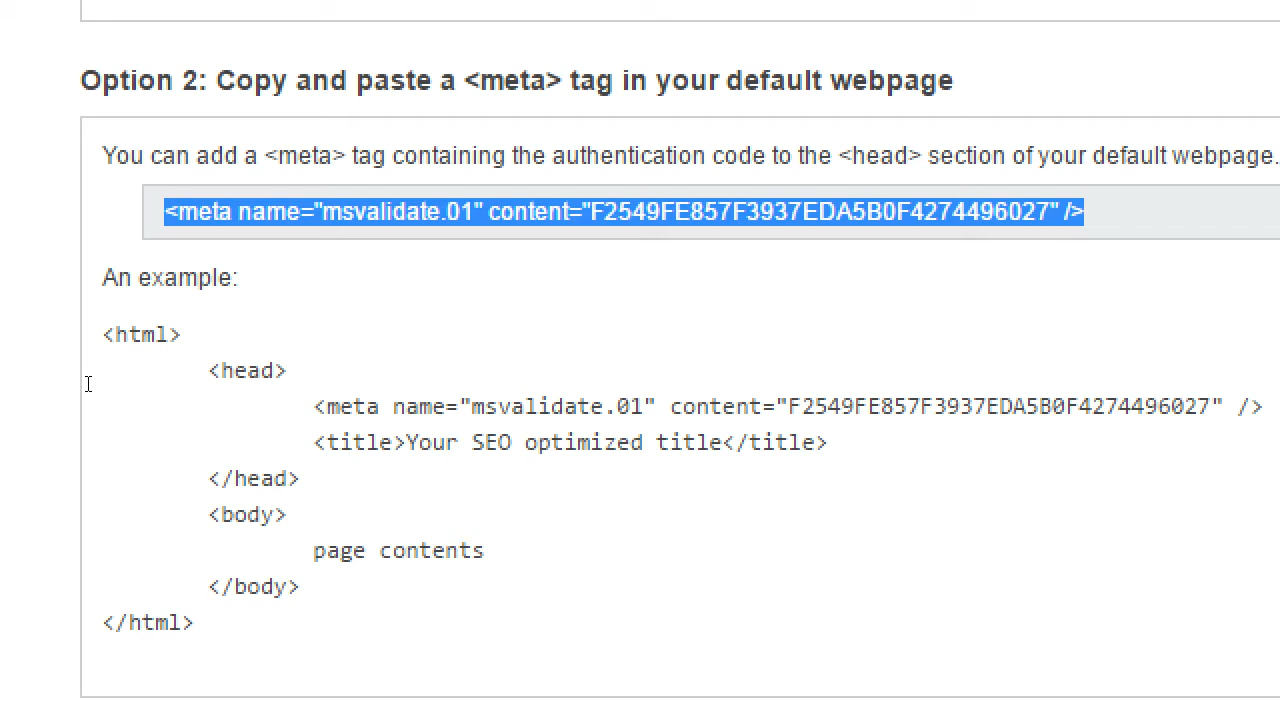 Option 2: Copy and paste a <meta> tag in your default webpage
You can add a <meta> tag containing the authentication code to the <head> section of your default webpage.
<meta name="msvalidate.01" content="F2549FE857F3937EDA5B0F4274496027" />
An example:
<html>
<head>
<meta name="msvalidate.01" content="F2549FE857F3937EDA5B0F4274496027" />
<title>Your SEO optimized title</title>
</head>
<body>
page contents
</body>
</html>